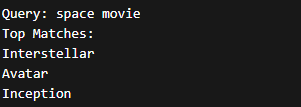 Query: space movie
Top Matches:
Interstellar
Avatar
Inception